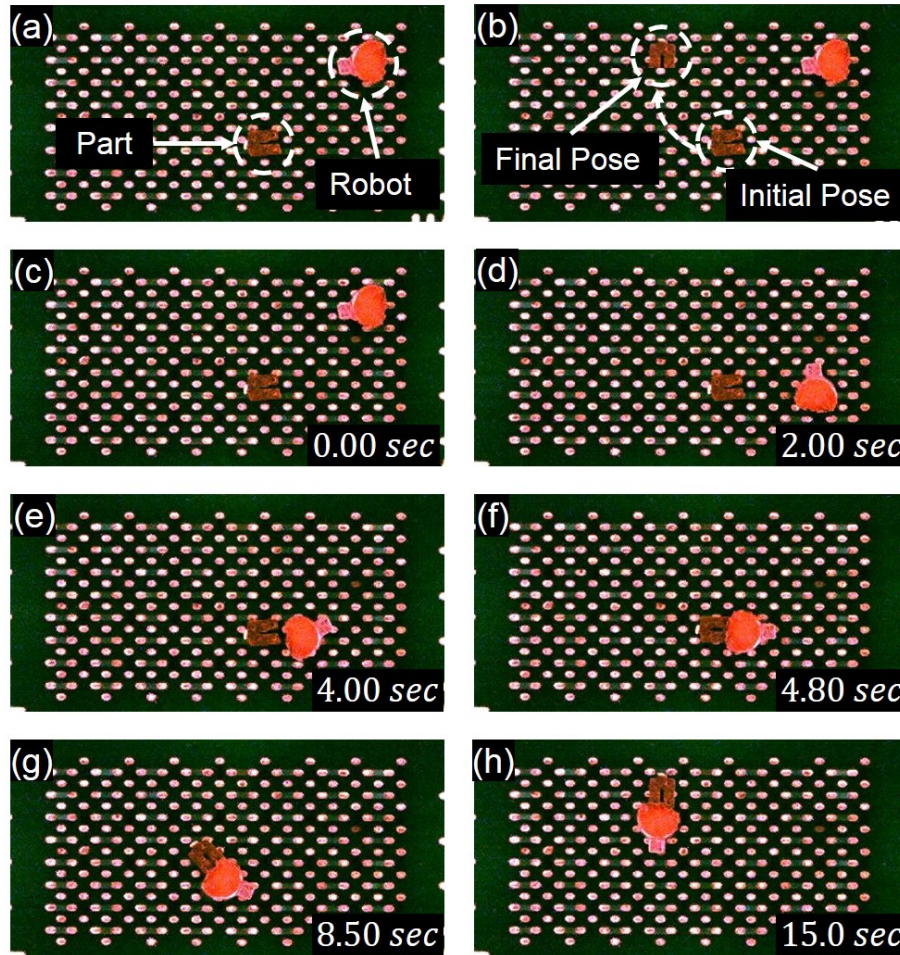 (a)
Part
Robot
(b)
Final Pose
Initial Pose
(c)
0.00 sec
(d)
2.00 sec
(e)
4.00 sec
(f)
4.80 sec
(g)
8.50 sec
(h)
15.0 sec